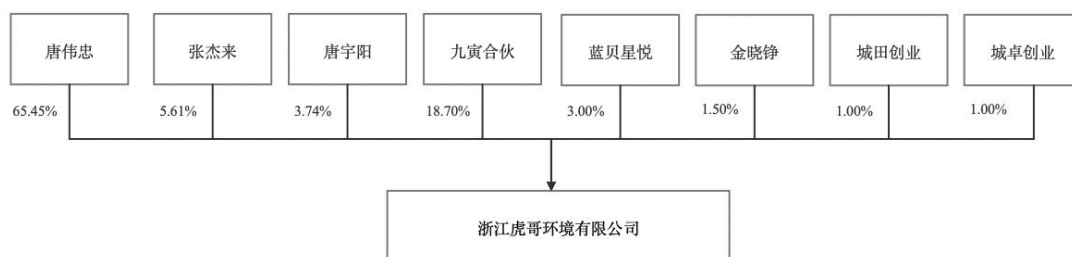 唐伟忠
张杰来
唐宇阳
九寅合伙
蓝贝星悦
金晓铮
城田创业
城卓创业
65.45%
5.61%
3.74%
18.70%
3.00%
1.50%
1.00%
1.00%
浙江虎哥环境有限公司